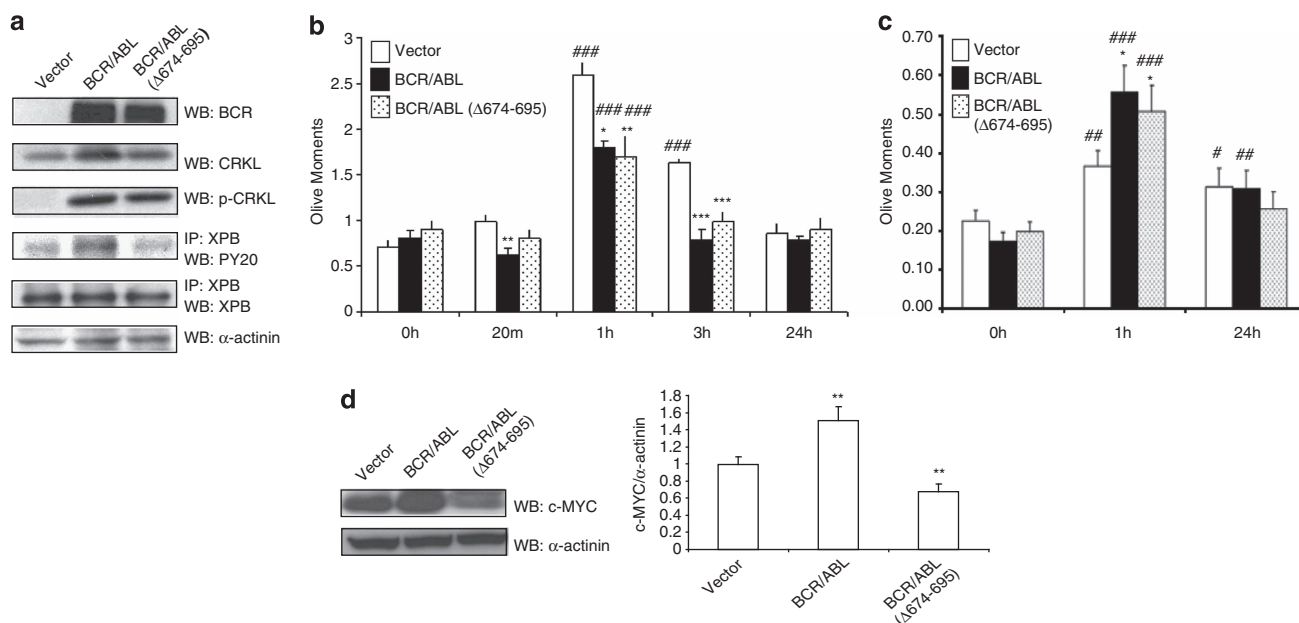 a
Vector
BCR/ABL
BCR/ABL
(Δ674-695)
WB: BCR
WB: CRKL
WB: p-CRKL
IP: XPB
WB: PY20
IP: XPB
WB: XPB
WB: α-actinin
b
Vector
BCR/ABL
BCR/ABL (Δ674-695)
Olive Moments
3
2.5
2
1.5
1
0.5
0
**
###
### ###
* **
###
*** ***
0h 20m 1h 3h 24h
c
Vector
BCR/ABL
BCR/ABL
(Δ674-695)
Olive Moments
0.70
0.60
0.50
0.40
0.30
0.20
0.10
0.00
##
###
*
###
*
#
##
0h 1h 24h
d
Vector
BCR/ABL
BCR/ABL
(Δ674-695)
WB: c-MYC
WB: α-actinin
c-MYC/α-actinin
1.8
1.6
1.4
1.2
1
0.8
0.6
0.4
0.2
0
**
**
Vector
BCR/ABL
BCR/ABL
(Δ674-695)